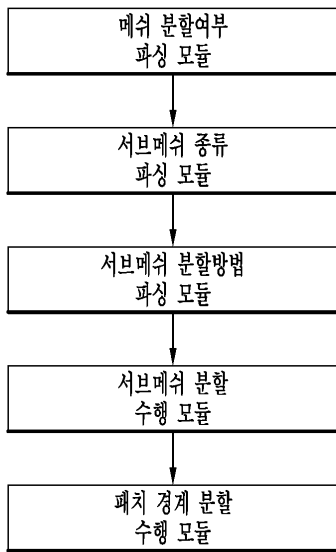 메쉬 분할여부
파싱 모듈
서브메쉬 종류
파싱 모듈
서브메쉬 분할방법
파싱 모듈
서브메쉬 분할
수행 모듈
패치 경계 분할
수행 모듈